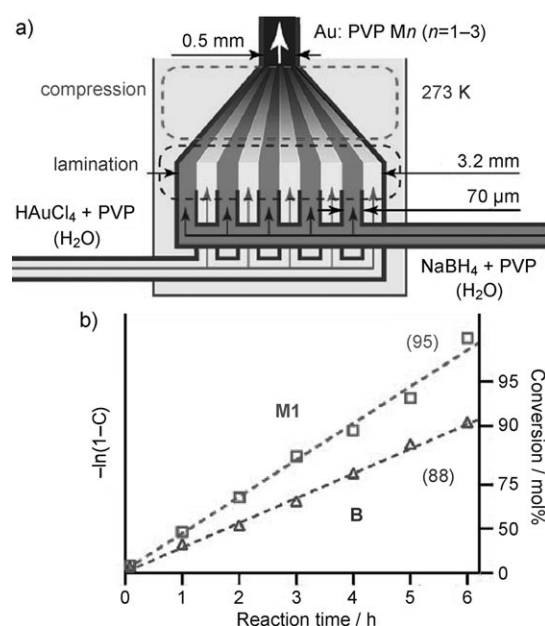 a)
Au: PVP Mn (n=1–3)
0.5 mm
compression
273 K
lamination
3.2 mm
HAuCl4 + PVP
(H2O)
70 μm
NaBH4 + PVP
(H2O)
b)
(95)
M1
(88)
B
–ln(1–C)
95
90
75
50
0
Conversion / mol%
0 1 2 3 4 5 6
Reaction time / h